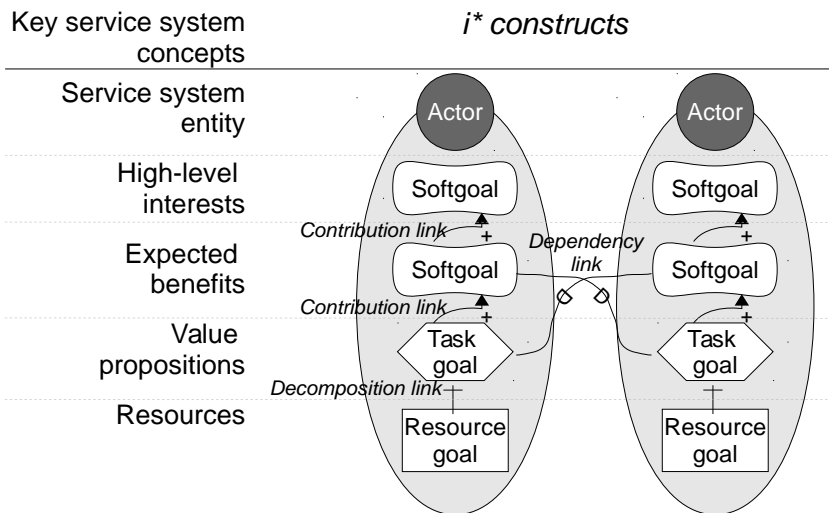 Key service system
concepts
i* constructs
Service system
entity
Actor
Actor
High-level
interests
Softgoal
Softgoal
Contribution link
+
+
Expected
benefits
Softgoal
Dependency
link
Softgoal
Contribution link
+
+
Value
propositions
Task
goal
Task
goal
Decomposition link
Resources
Resource
goal
Resource
goal